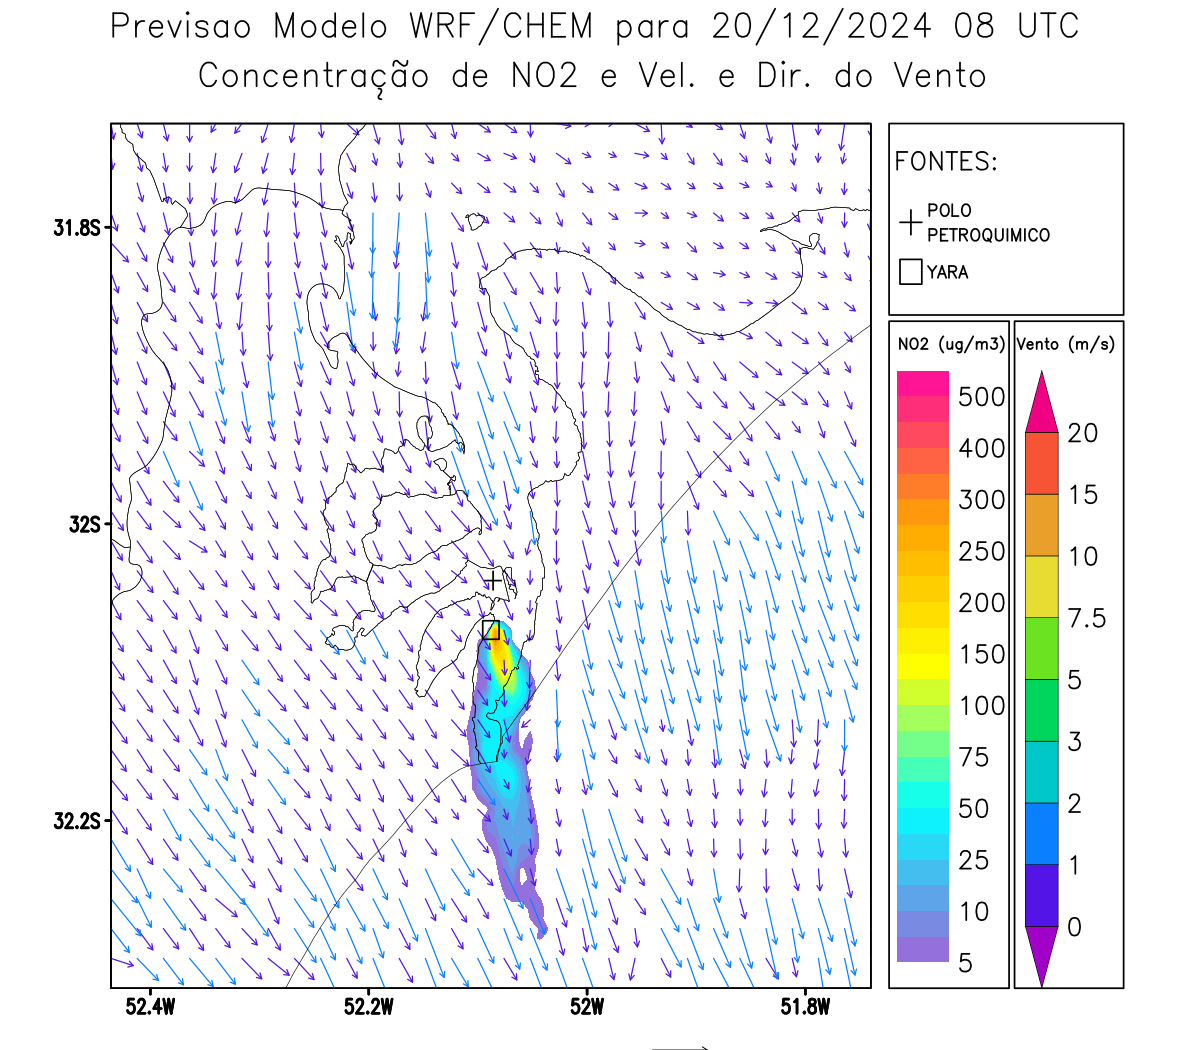 Previsao Modelo WRF/CHEM para 20/12/2024 08 UTC
Concentração de NO2 e Vel. e Dir. do Vento
FONTES:
POLO
PETROQUIMICO
YARA
NO2 (ug/m3)
500
400
300
250
200
150
100
75
50
25
10
5
Vento (m/s)
20
15
10
7.5
5
3
2
1
0
31.8S
32S
32.2S
52.4W
52.2W
52W
51.8W